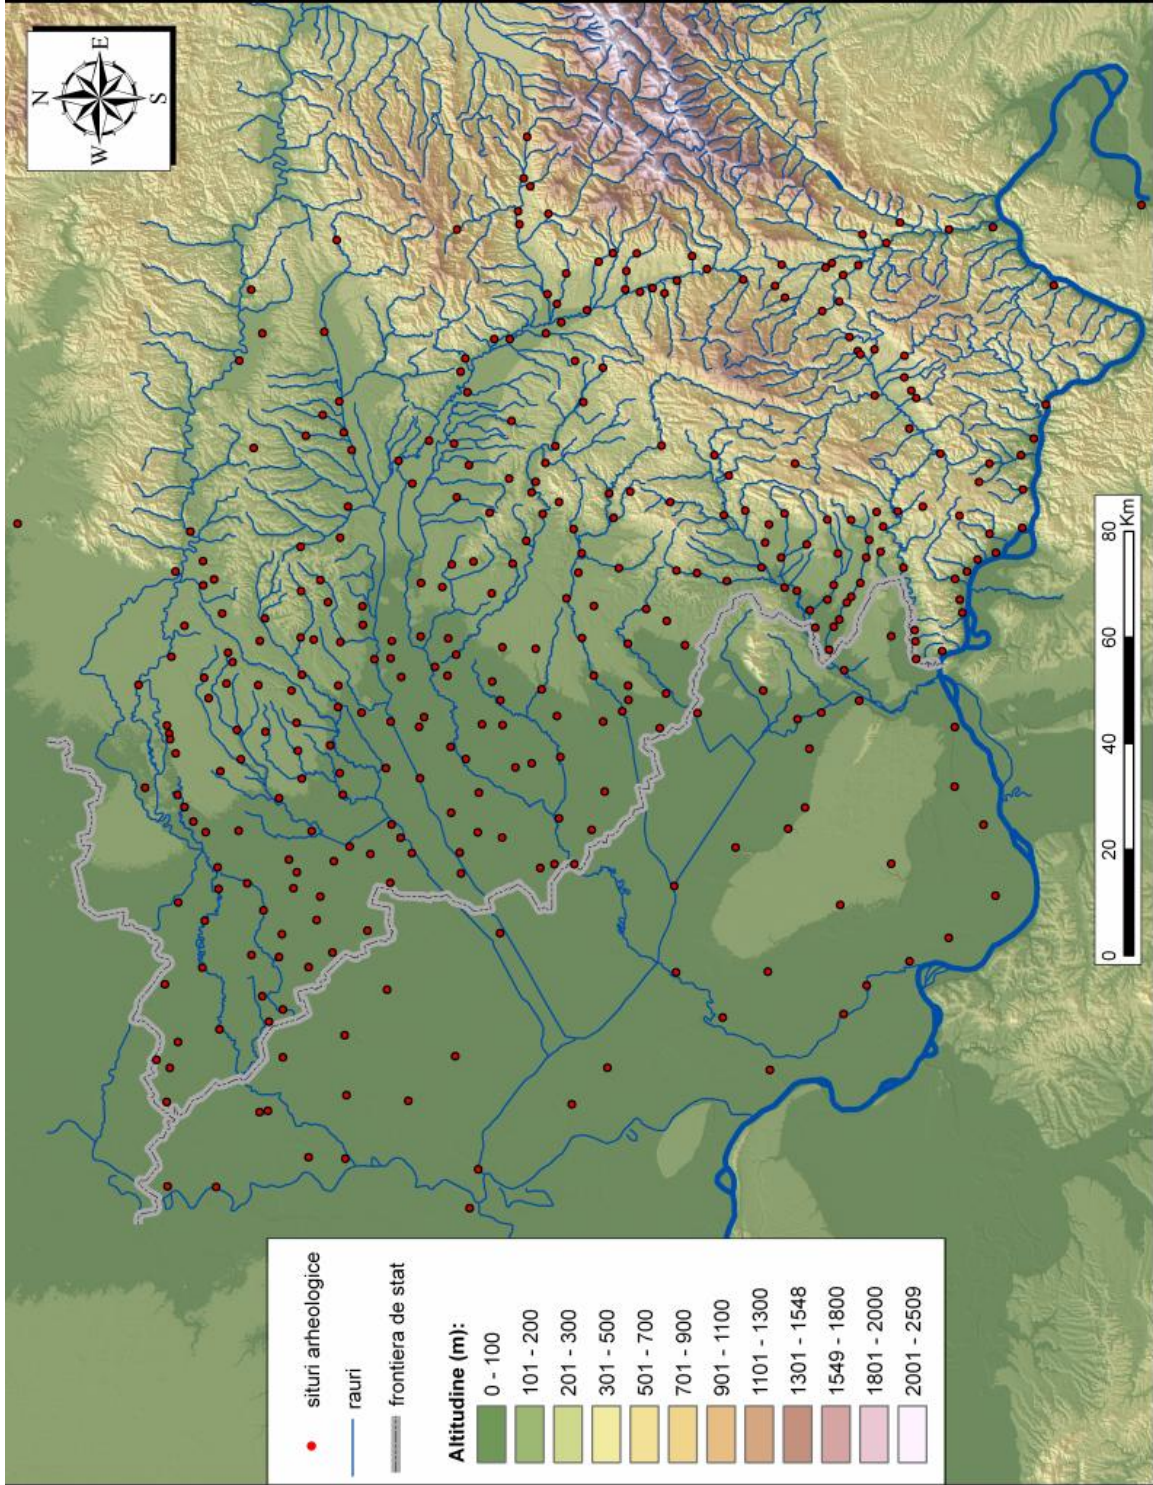 N
W
E
S
situri arheologice
rauri
frontiera de stat
Altitudine (m):
0 - 100
101 - 200
201 - 300
301 - 500
501 - 700
701 - 900
901 - 1100
1101 - 1300
1301 - 1548
1549 - 1800
1801 - 2000
2001 - 2509
0 20 40 60 80
Km